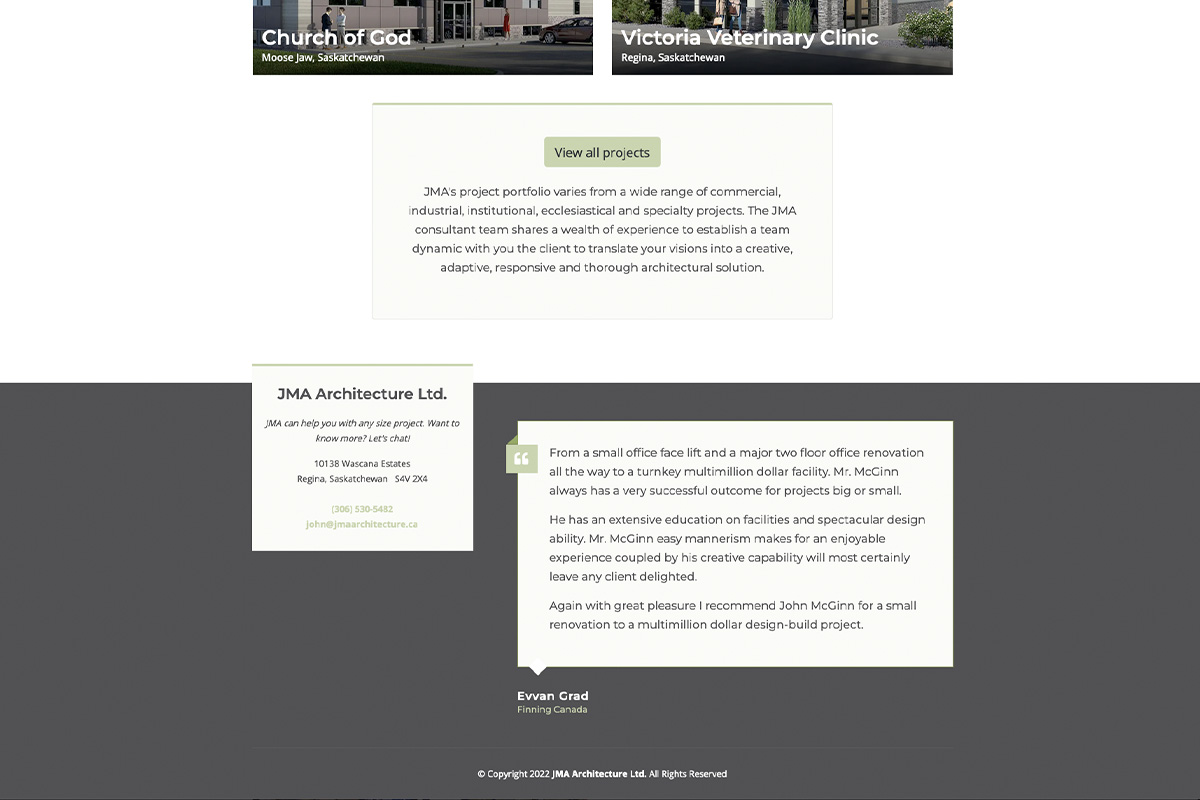 Church of God
Moose Jaw, Saskatchewan
Victoria Veterinary Clinic
Regina, Saskatchewan
View all projects
JMA's project portfolio varies from a wide range of commercial,
industrial, institutional, ecclesiastical and specialty projects. The JMA
consultant team shares a wealth of experience to establish a team
dynamic with you the client to translate your visions into a creative,
adaptive, responsive and thorough architectural solution.
JMA Architecture Ltd.
JMA can help you with any size project. Want to
know more? Let's chat!
10138 Wascana Estates
Regina, Saskatchewan S4V 2X4
(306) 530-5482
john@jmaarchitecture.ca
“
From a small office face lift and a major two floor office renovation
all the way to a turnkey multimillion dollar facility. Mr. McGinn
always has a very successful outcome for projects big or small.
He has an extensive education on facilities and spectacular design
ability. Mr. McGinn easy mannerism makes for an enjoyable
experience coupled by his creative capability will most certainly
leave any client delighted.
Again with great pleasure I recommend John McGinn for a small
renovation to a multimillion dollar design-build project.
Evvan Grad
Finning Canada
© Copyright 2022 JMA Architecture Ltd. All Rights Reserved